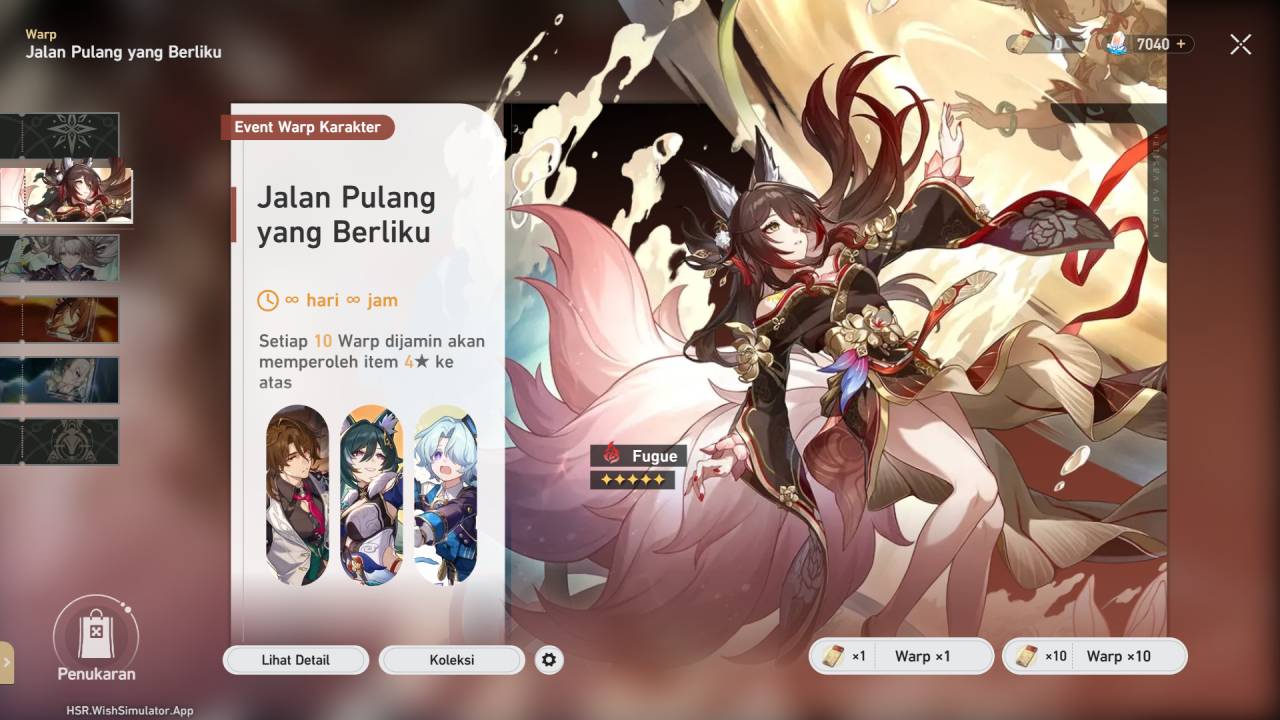 Warp
Jalan Pulang yang Berliku
0
7040 +
Event Warp Karakter
Jalan Pulang
yang Berliku
∞ hari ∞ jam
Setiap 10 Warp dijamin akan
memperoleh item 4★ ke
atas
Fugue
Penukaran
Lihat Detail
Koleksi
×1 Warp ×1
×10 Warp ×10
HSR.WishSimulator.App